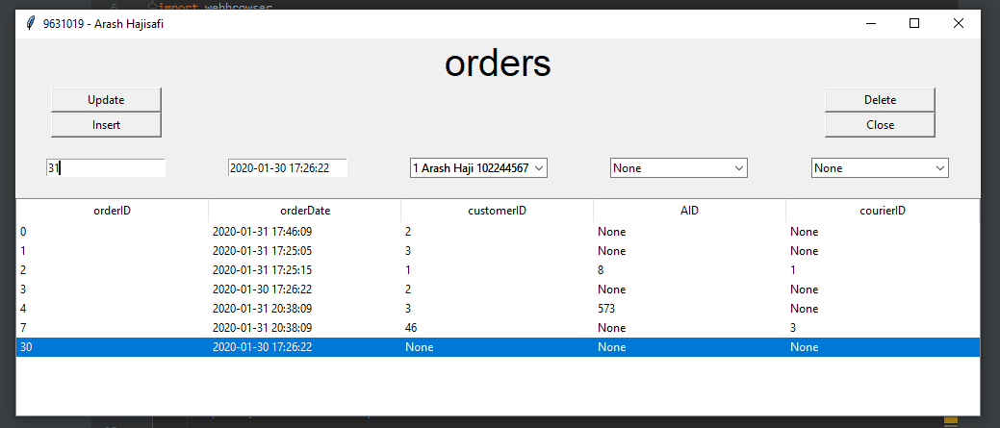 import webbrowser
9631019 - Arash Hajisafi
orders
Update Delete
Insert Close
31 2020-01-30 17:26:22 1 Arash Haji 102244567 None None
orderID orderDate customerID AID courierID
0 2020-01-31 17:46:09 2 None None
1 2020-01-31 17:25:05 3 None None
2 2020-01-31 17:25:15 1 8 1
3 2020-01-30 17:26:22 2 None None
4 2020-01-31 20:38:09 3 573 None
7 2020-01-31 20:38:09 46 3
30 2020-01-30 17:26:22 None None None